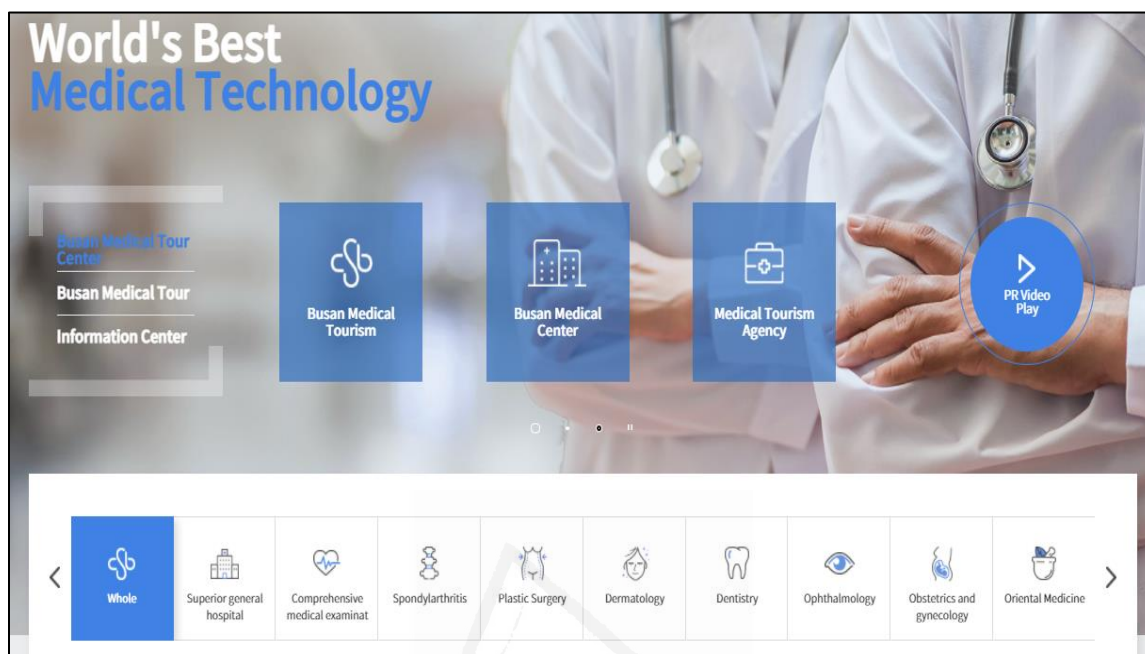 World's Best
Medical Technology
Busan Medical Tour
Center
Busan Medical Tour
Information Center
Busan Medical
Tourism
Busan Medical
Center
Medical Tourism
Agency
PR Video
Play
Whole
Superior general
hospital
Comprehensive
medical examinat
Spondylarthritis
Plastic Surgery
Dermatology
Dentistry
Ophthalmology
Obstetrics and
gynecology
Oriental Medicine